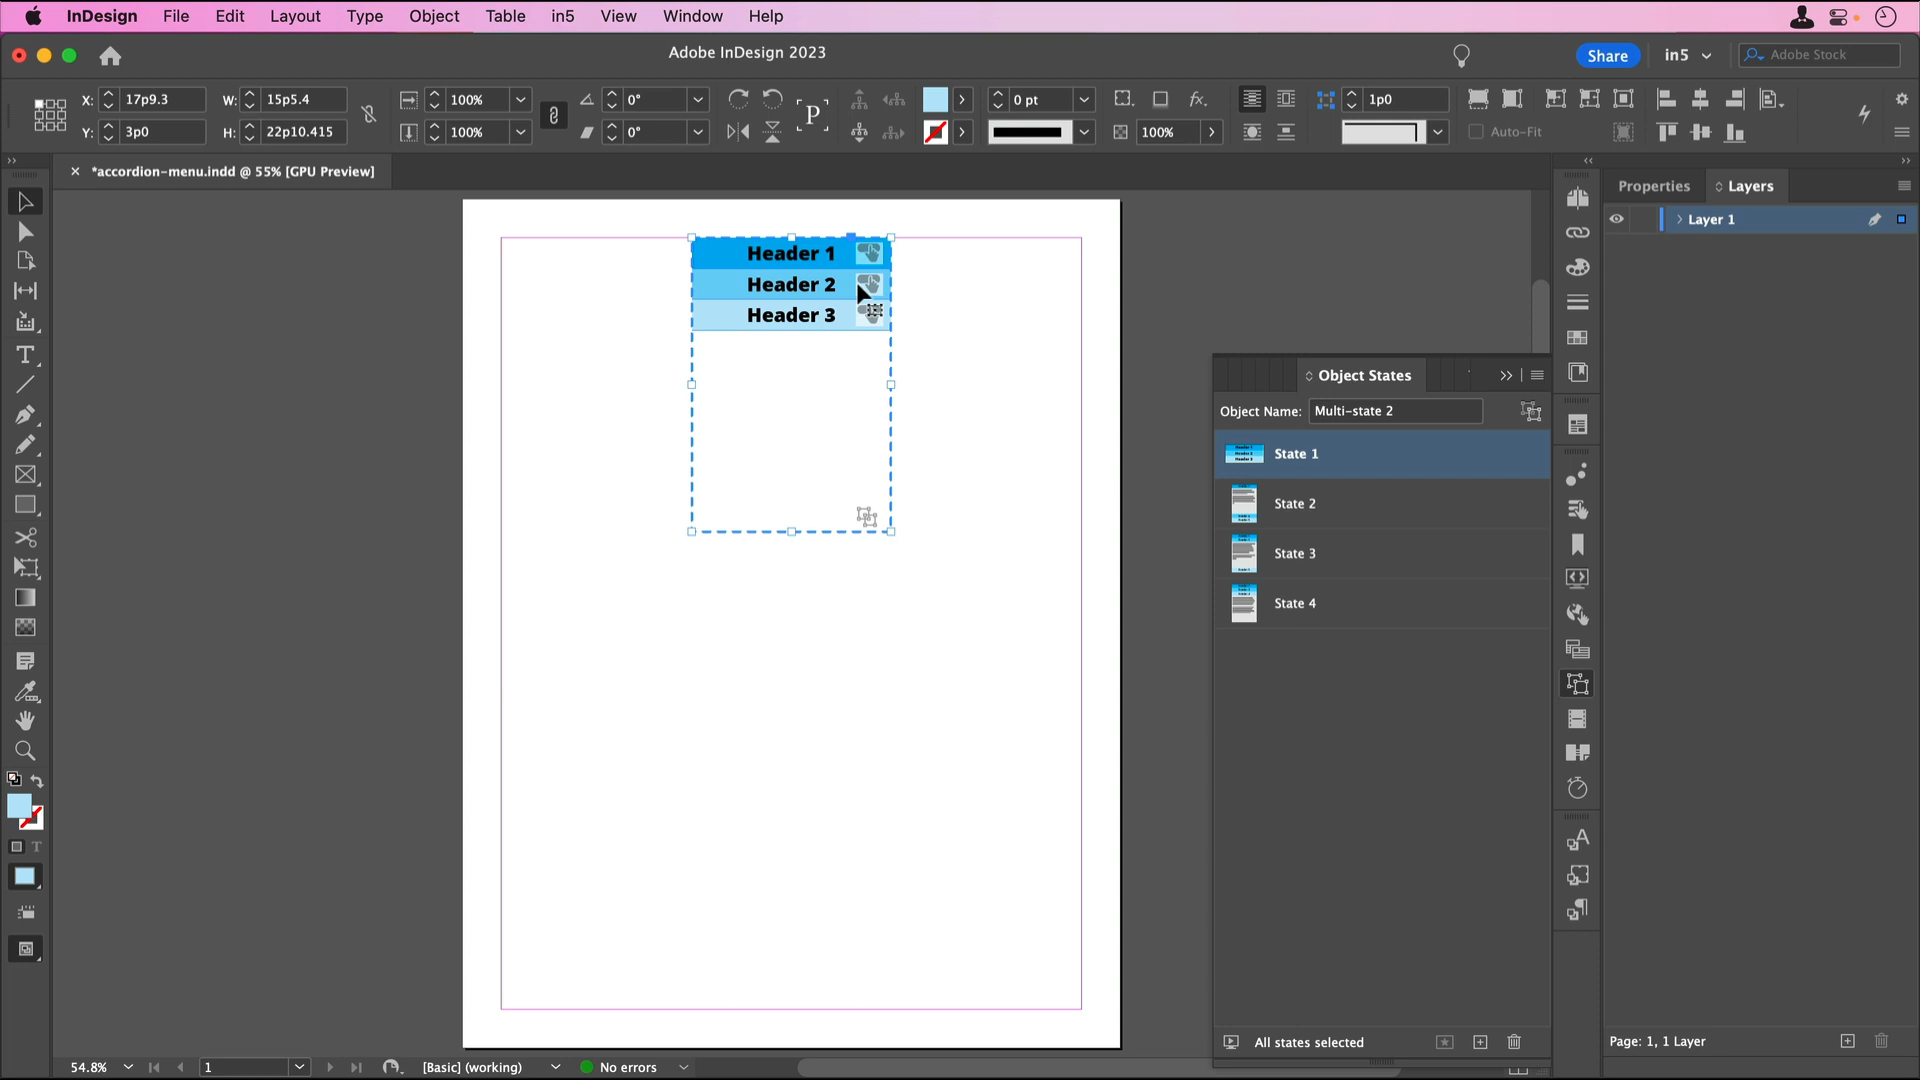 InDesign File Edit Layout Type Object Table in5 View Window Help
Adobe InDesign 2023
Share in5 Adobe Stock
X: 17p9.3 W: 15p5.4 100% 0° P 0 pt fx. 1p0
Y: 3p0 H: 22p10.415 100% 0° 100% Auto-Fit
*accordion-menu.indd @ 55% [GPU Preview]
Properties Layers
Layer 1
Header 1
Header 2
Header 3
Object States
Object Name: Multi-state 2
State 1
State 2
State 3
State 4
All states selected
Page: 1, 1 Layer
54.8% 1 [Basic] (working) No errors